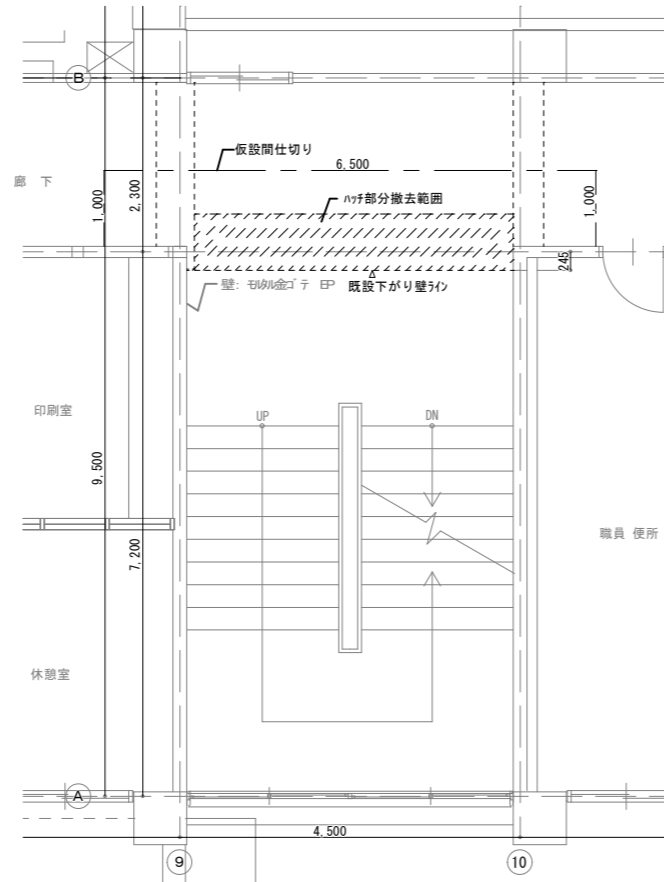 B
仮設間仕切り
6,500
廊 下
1,000
2,300
1,000
ﾊｯﾁ部分撤去範囲
245
壁: ﾓﾙﾀﾙ金ｺﾞﾃ EP
既設下がり壁ﾗｲﾝ
印刷室
UP
DN
9,500
7,200
職員 便所
休憩室
A
4,500
9
10